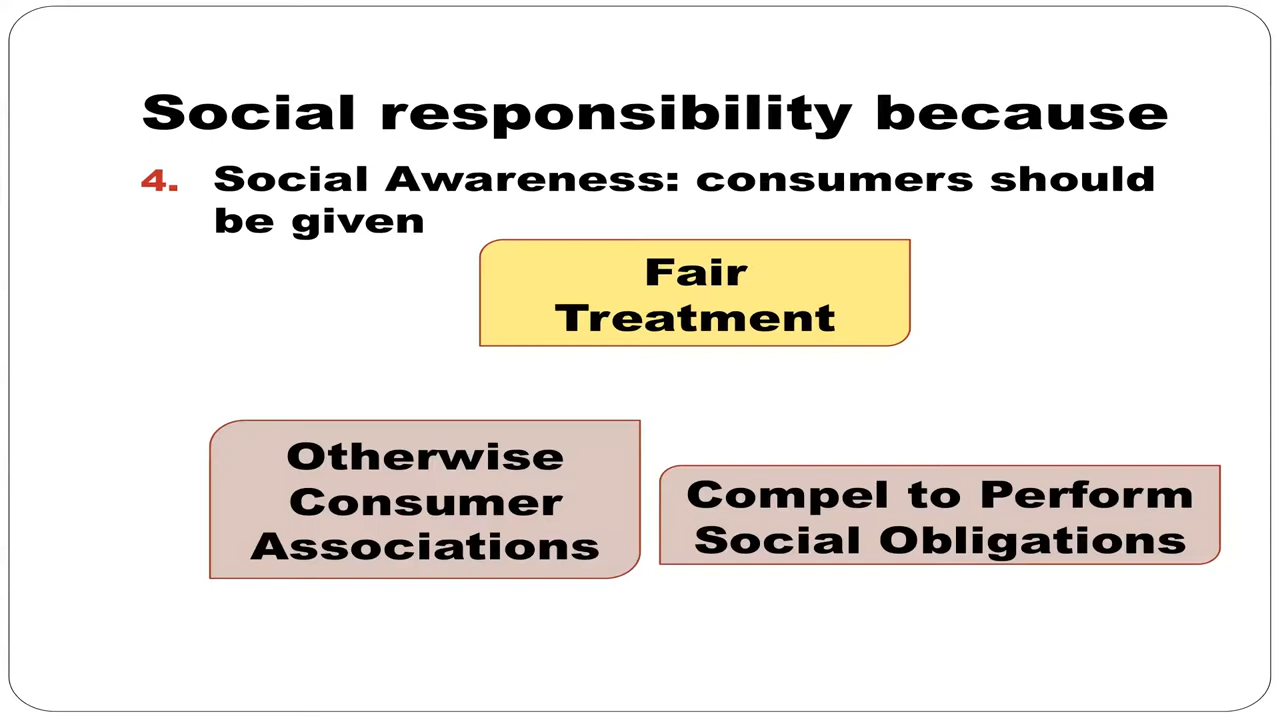 Social responsibility because
4. Social Awareness: consumers should
be given
Fair
Treatment
Otherwise
Consumer
Associations
Compel to Perform
Social Obligations